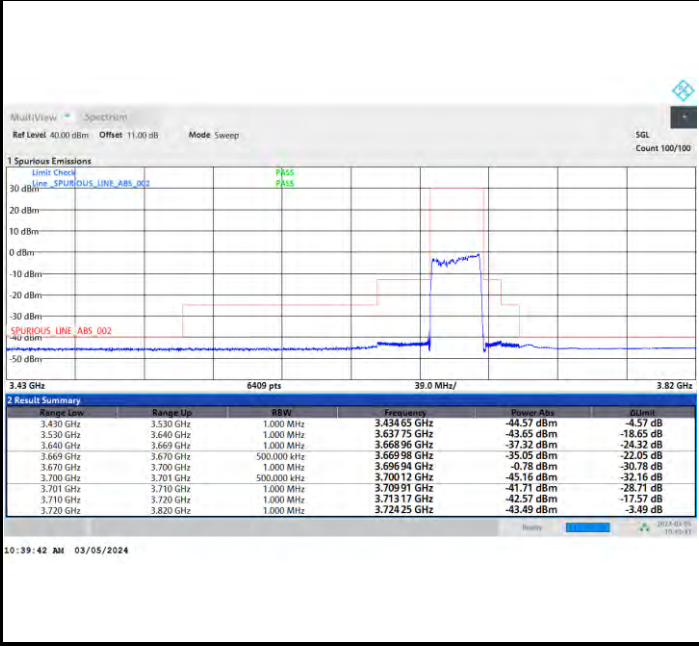 MultiView Spectrum
Ref Level 40.00 dBm Offset 11.00 dB Mode Sweep SGL
Count 100/100
1 Spurious Emissions
Limit Check PASS
Line _SPURIOUS_LINE_ABS_002 PASS
30 dBm
20 dBm
10 dBm
0 dBm
-10 dBm
-20 dBm
-30 dBm
SPURIOUS_LINE_ABS_002
-40 dBm
-50 dBm
3.43 GHz 6409 pts 39.0 MHz/ 3.82 GHz
2 Result Summary
Range Low Range Up RBW Frequency Power Abs ΔLimit
3.430 GHz 3.530 GHz 1.000 MHz 3.434 65 GHz -44.57 dBm -4.57 dB
3.530 GHz 3.640 GHz 1.000 MHz 3.637 75 GHz -43.65 dBm -18.65 dB
3.640 GHz 3.669 GHz 1.000 MHz 3.668 96 GHz -37.32 dBm -24.32 dB
3.669 GHz 3.670 GHz 500.000 kHz 3.669 98 GHz -35.05 dBm -22.05 dB
3.670 GHz 3.700 GHz 1.000 MHz 3.696 94 GHz -0.78 dBm -30.78 dB
3.700 GHz 3.701 GHz 500.000 kHz 3.700 12 GHz -45.16 dBm -32.16 dB
3.701 GHz 3.710 GHz 1.000 MHz 3.709 91 GHz -41.71 dBm -28.71 dB
3.710 GHz 3.720 GHz 1.000 MHz 3.713 17 GHz -42.57 dBm -17.57 dB
3.720 GHz 3.820 GHz 1.000 MHz 3.724 25 GHz -43.49 dBm -3.49 dB
Ready
10:39:42 AM 03/05/2024